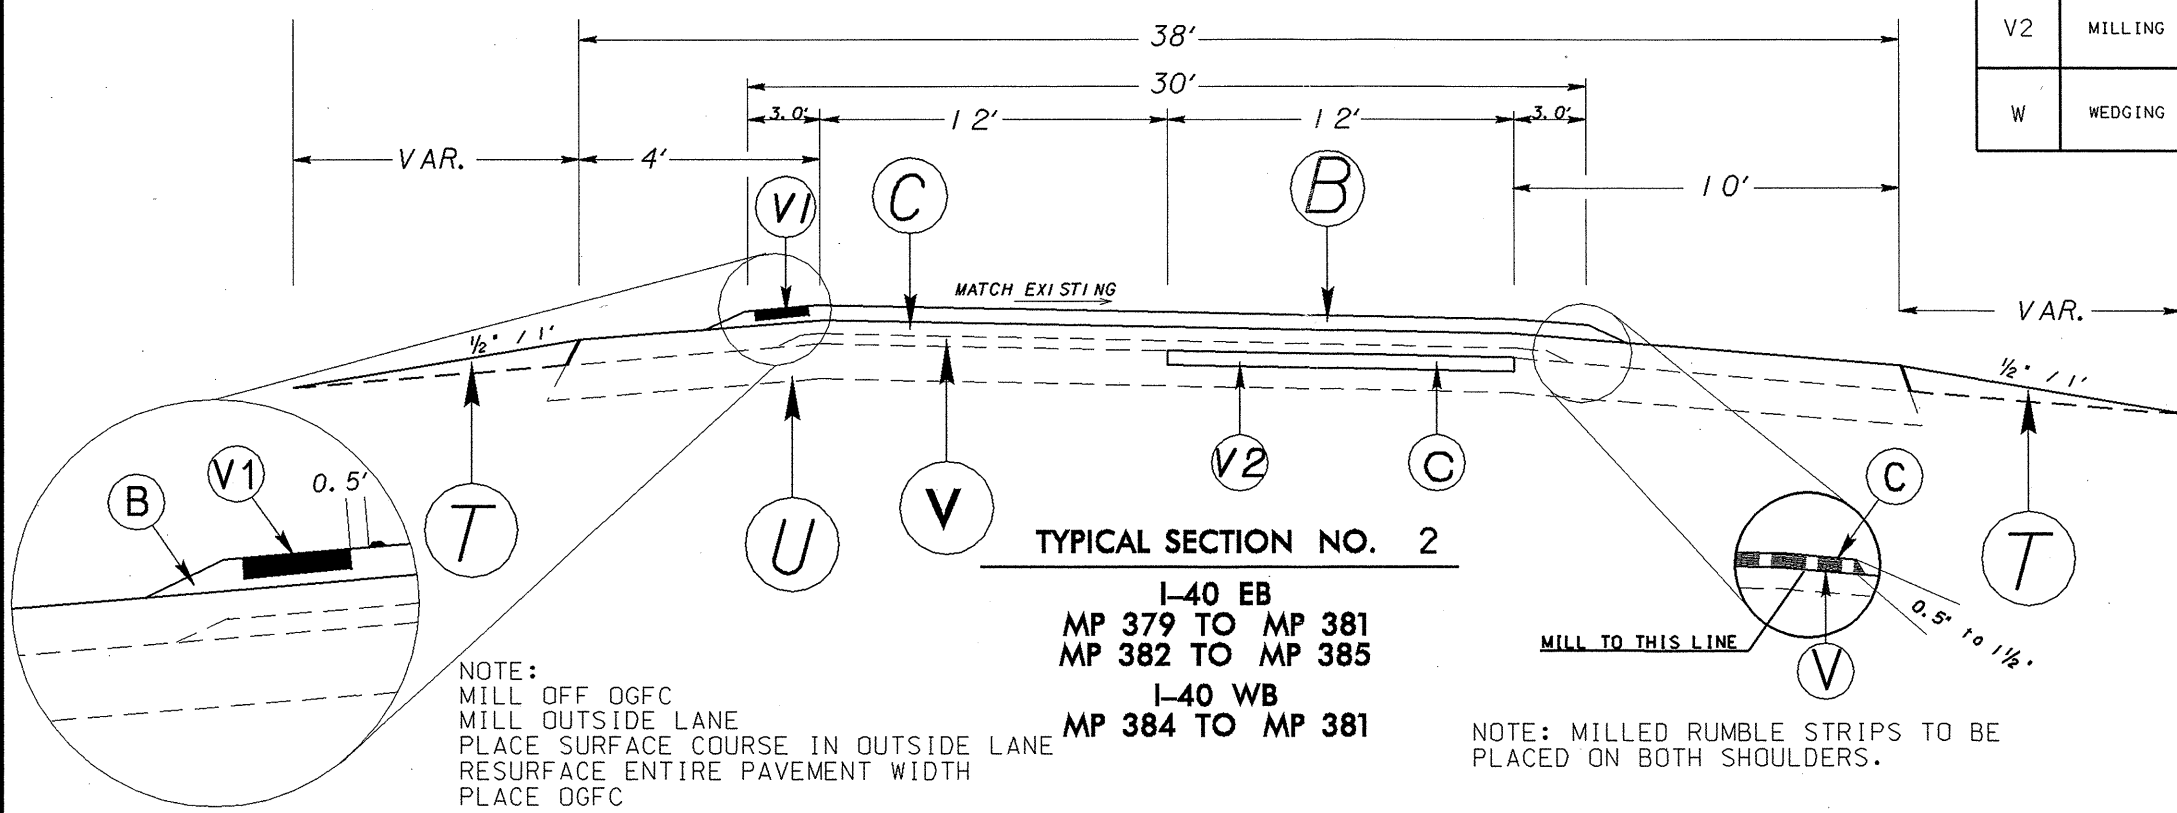 38'
V2 MILLING
30'
3.0' 12' 12' 3.0'
W WEDGING
VAR. 4' 10'
V1 C B
MATCH EXISTING
VAR.
½" / 1'
½" / 1'
V1 0.5'
B
V2 C
C
T U V T
TYPICAL SECTION NO. 2
I-40 EB
MP 379 TO MP 381
MP 382 TO MP 385
I-40 WB
MP 384 TO MP 381
0.5" to 1½"
MILL TO THIS LINE
V
NOTE:
MILL OFF OGFC
MILL OUTSIDE LANE
PLACE SURFACE COURSE IN OUTSIDE LANE
RESURFACE ENTIRE PAVEMENT WIDTH
PLACE OGFC
NOTE: MILLED RUMBLE STRIPS TO BE
PLACED ON BOTH SHOULDERS.